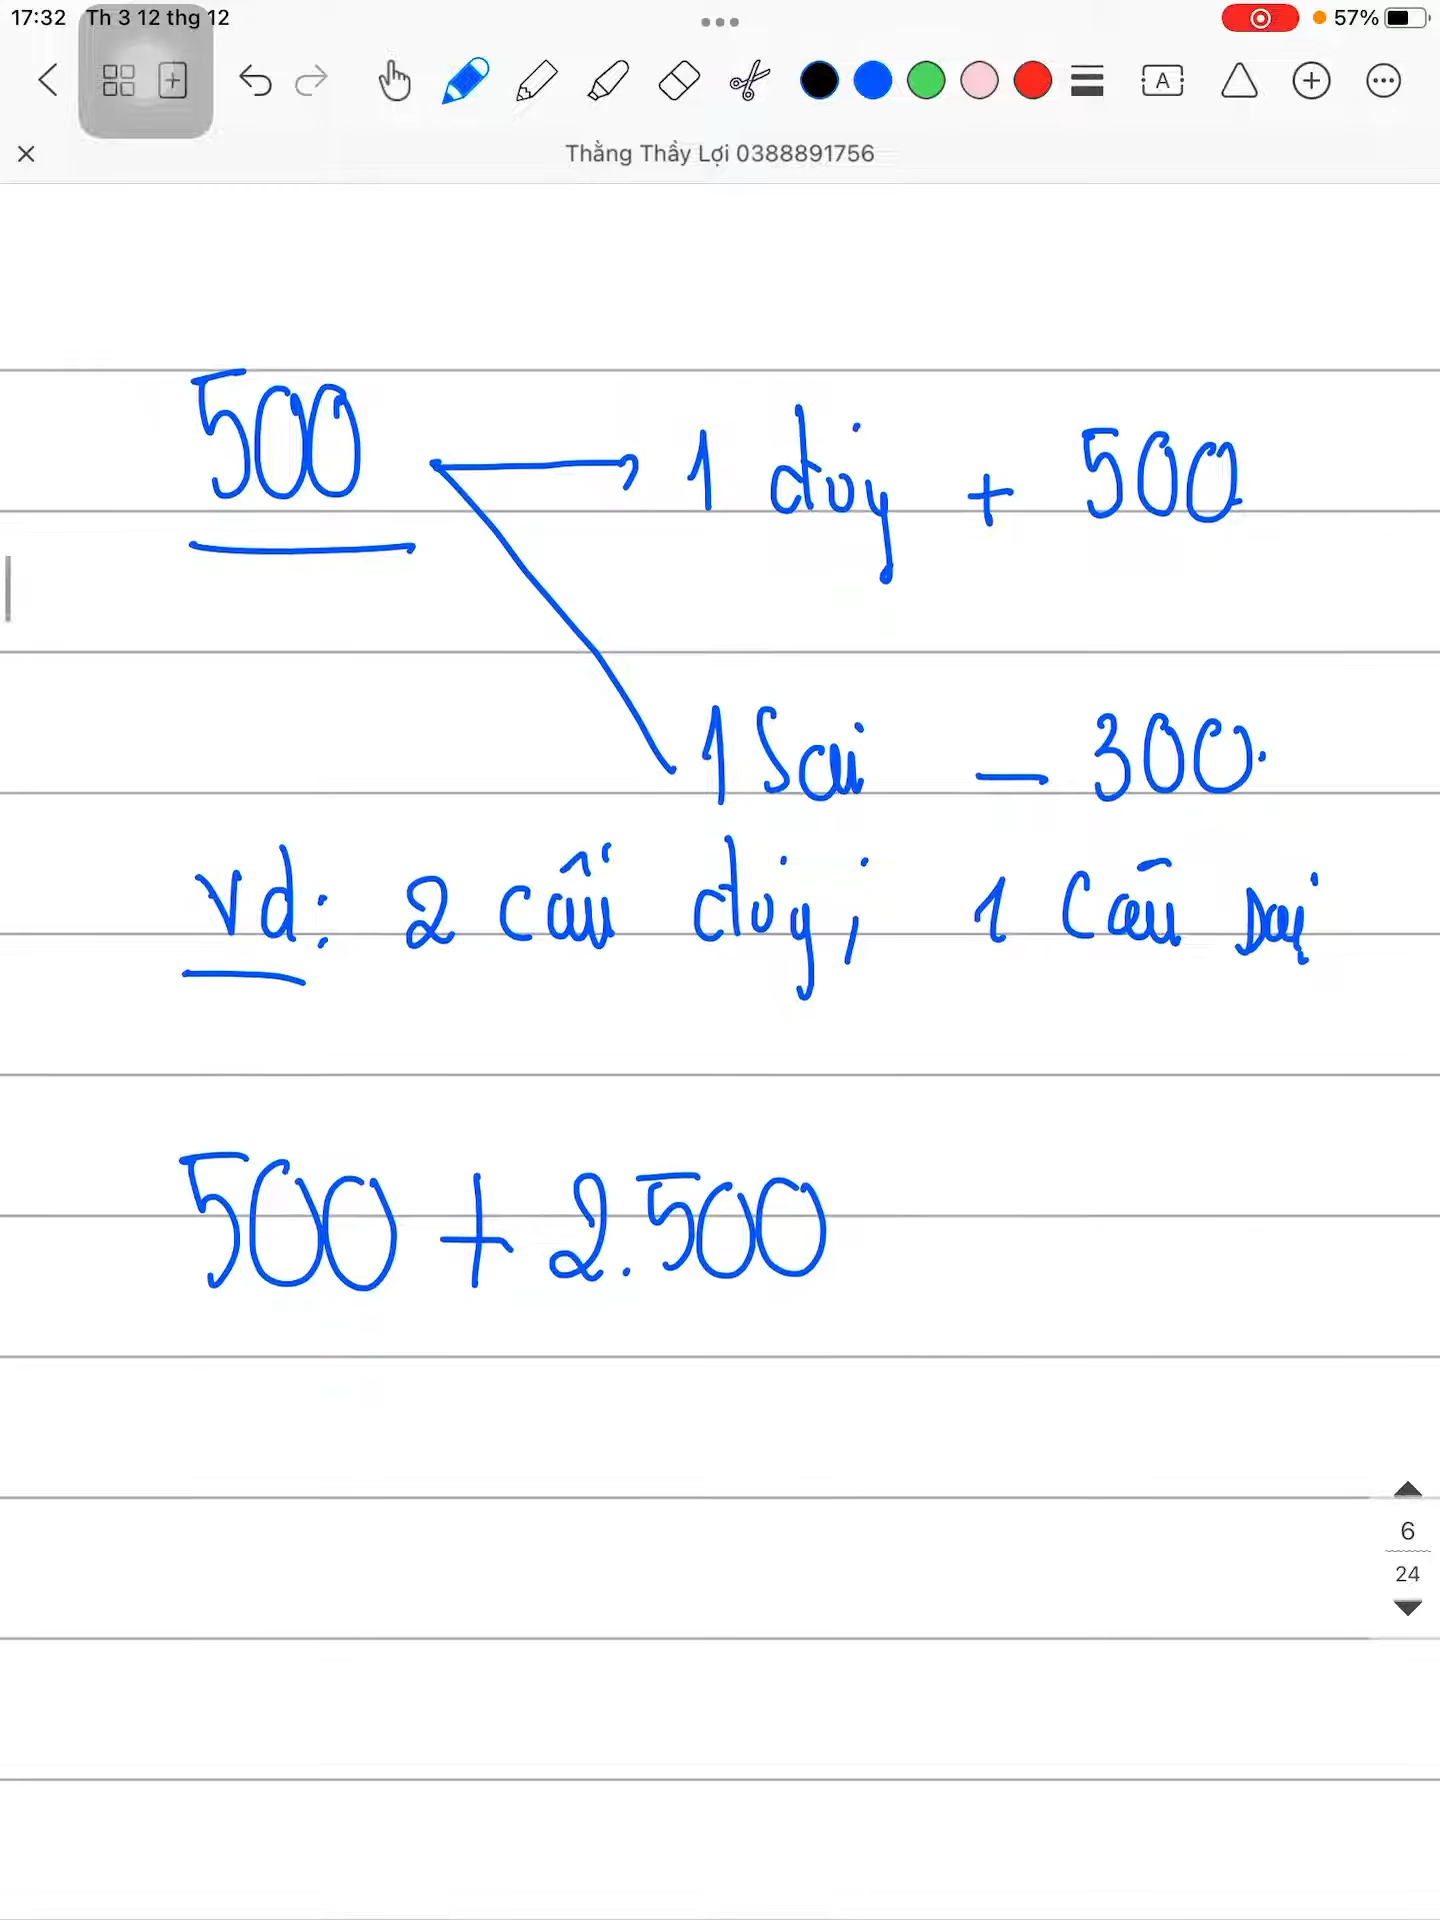 17:32 Th 3 12 thg 12 57%
A
Thằng Thầy Lợi 0388891756
500 → 1 đúng + 500
1 Sai - 300.
Vd: 2 câu đúng; 1 câu sai
500 + 2.500
6
24